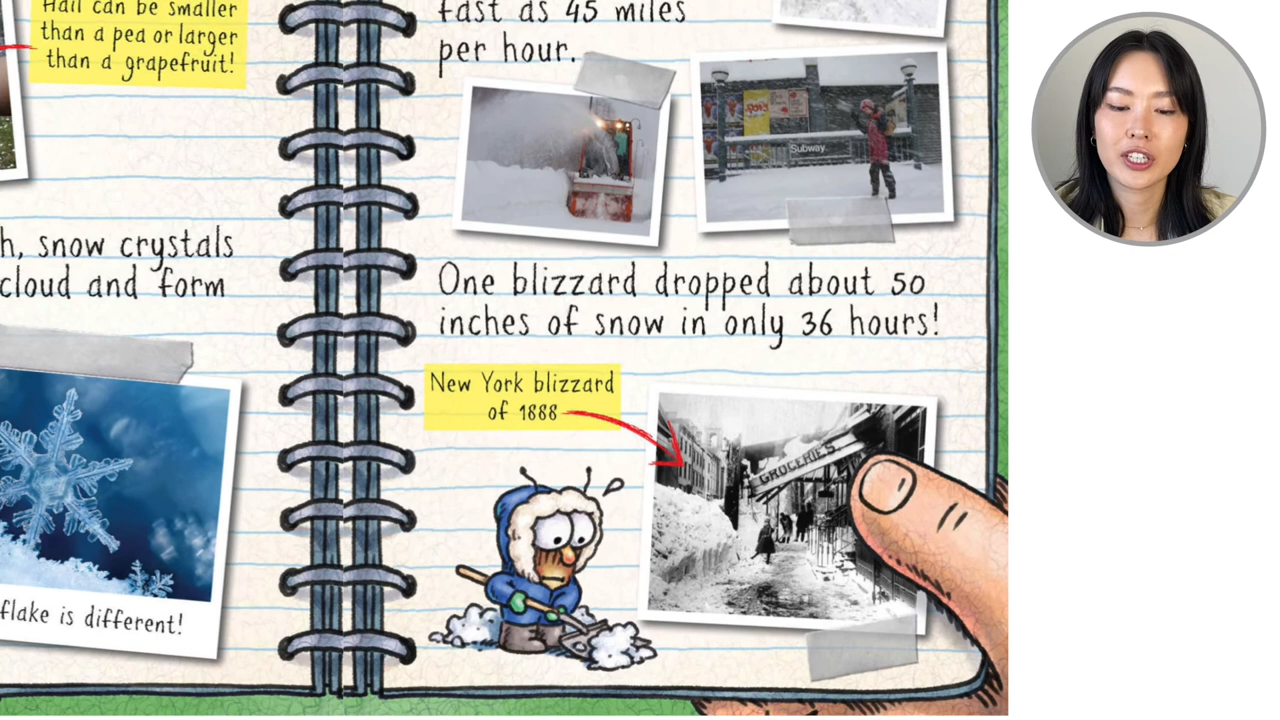 Hail can be smaller
than a pea or larger
than a grapefruit!
h, snow crystals
cloud and form
flake is different!
fast as 45 miles
per hour.
Subway
One blizzard dropped about 50
inches of snow in only 36 hours!
New York blizzard
of 1888
GROCERIES.